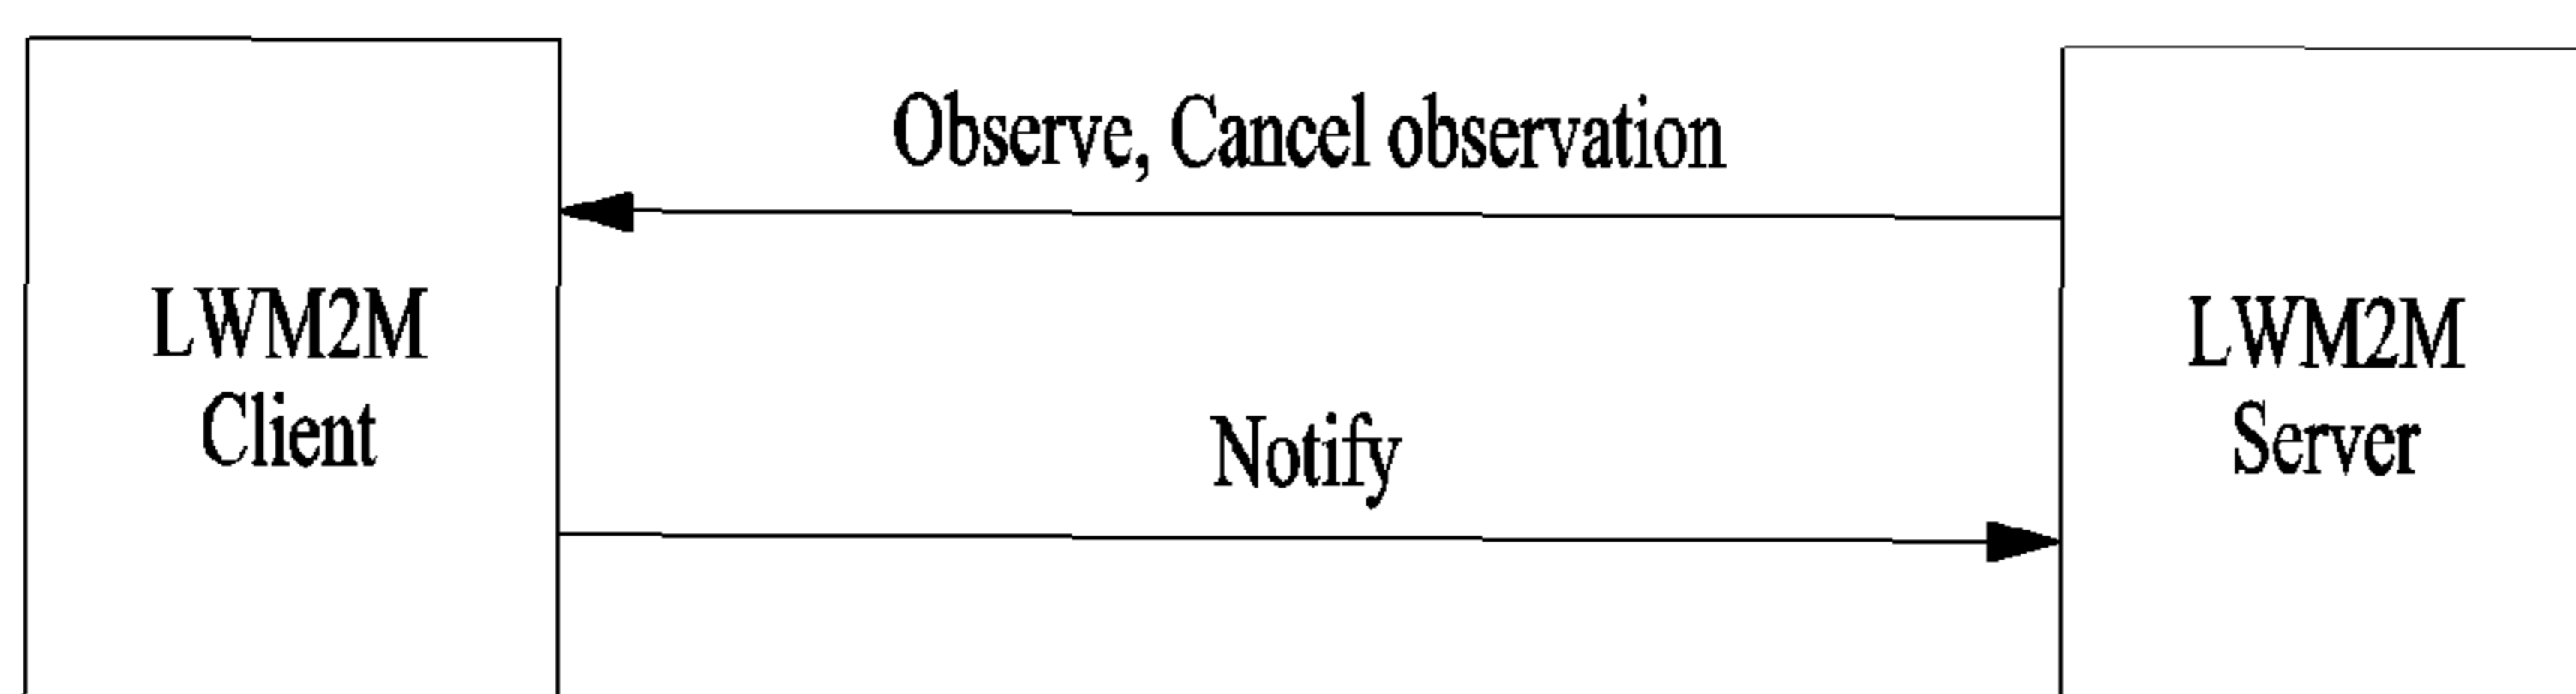 Observe, Cancel observation
LWM2M
Client
Notify
LWM2M
Server